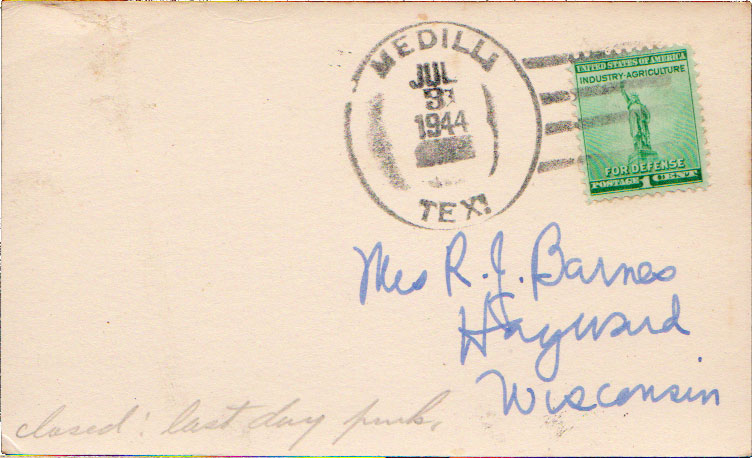 MEDILL
JUL
31
1944
TEX.
UNITED STATES OF AMERICA
INDUSTRY·AGRICULTURE
FOR DEFENSE
POSTAGE 1 CENT
Mrs R. J. Barnes
Hayward
Wisconsin
closed: last day pmk.